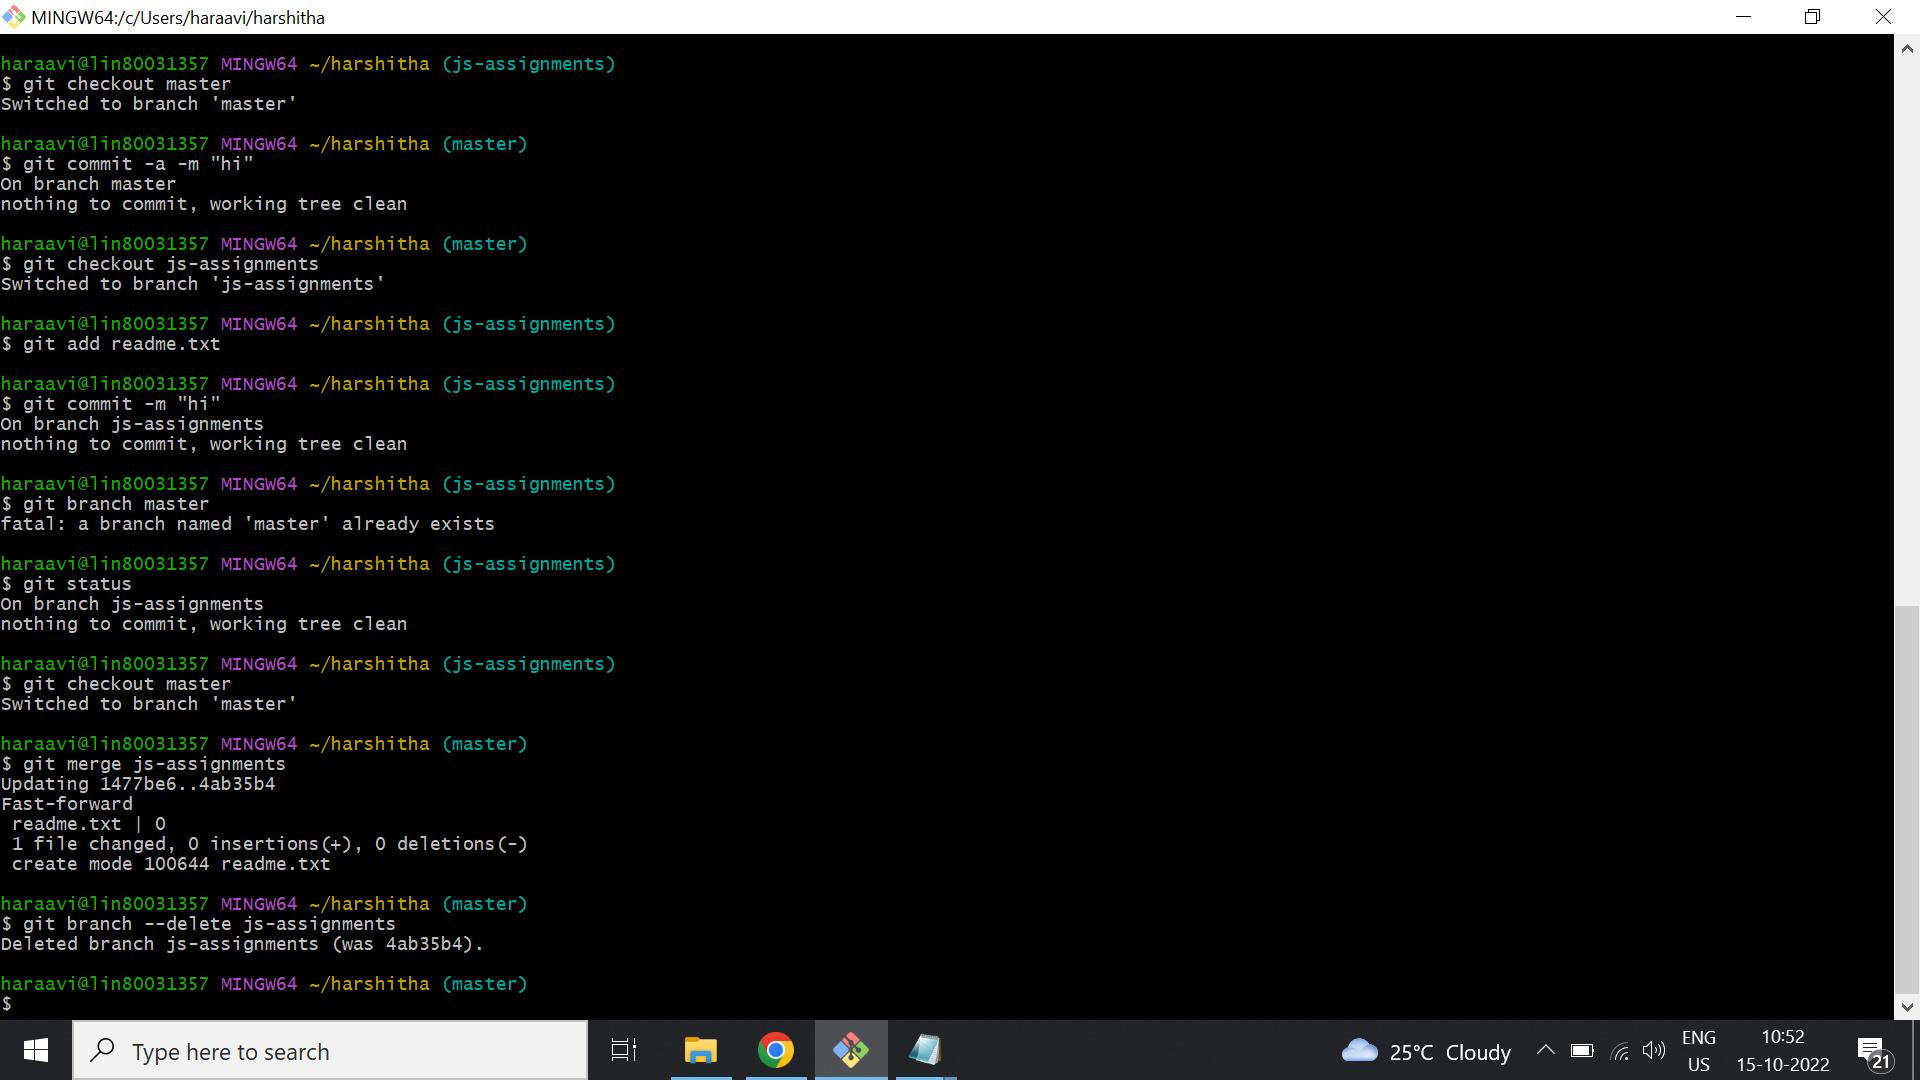 MINGW64:/c/Users/haraavi/harshitha
haraavi@lin80031357 MINGW64 ~/harshitha (js-assignments)
$ git checkout master
Switched to branch 'master'
haraavi@lin80031357 MINGW64 ~/harshitha (master)
$ git commit -a -m "hi"
On branch master
nothing to commit, working tree clean
haraavi@lin80031357 MINGW64 ~/harshitha (master)
$ git checkout js-assignments
Switched to branch 'js-assignments'
haraavi@lin80031357 MINGW64 ~/harshitha (js-assignments)
$ git add readme.txt
haraavi@lin80031357 MINGW64 ~/harshitha (js-assignments)
$ git commit -m "hi"
On branch js-assignments
nothing to commit, working tree clean
haraavi@lin80031357 MINGW64 ~/harshitha (js-assignments)
$ git branch master
fatal: a branch named 'master' already exists
haraavi@lin80031357 MINGW64 ~/harshitha (js-assignments)
$ git status
On branch js-assignments
nothing to commit, working tree clean
haraavi@lin80031357 MINGW64 ~/harshitha (js-assignments)
$ git checkout master
Switched to branch 'master'
haraavi@lin80031357 MINGW64 ~/harshitha (master)
$ git merge js-assignments
Updating 1477be6..4ab35b4
Fast-forward
 readme.txt | 0
 1 file changed, 0 insertions(+), 0 deletions(-)
 create mode 100644 readme.txt
haraavi@lin80031357 MINGW64 ~/harshitha (master)
$ git branch --delete js-assignments
Deleted branch js-assignments (was 4ab35b4).
haraavi@lin80031357 MINGW64 ~/harshitha (master)
$
Type here to search
25°C Cloudy
ENG
US
10:52
15-10-2022
21